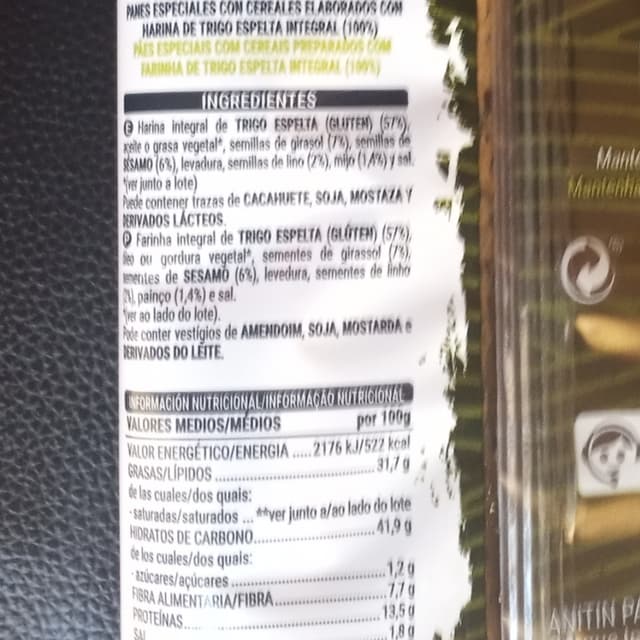 PANES ESPECIALES CON CEREALES ELABORADOS CON
HARINA DE TRIGO ESPELTA INTEGRAL (100%)
PÃES ESPECIAIS COM CEREAIS PREPARADOS COM
FARINHA DE TRIGO ESPELTA INTEGRAL (100%)
INGREDIENTES
E Harina integral de TRIGO ESPELTA (GLUTEN) (57%),
aceite o grasa vegetal*, semillas de girasol (7%), semillas de
SÉSAMO (6%), levadura, semillas de lino (2%), mijo (1,4%) y sal.
*(ver junto a lote)
Puede contener trazas de CACAHUETE, SOJA, MOSTAZA Y
DERIVADOS LÁCTEOS.
P Farinha integral de TRIGO ESPELTA (GLÚTEN) (57%),
óleo ou gordura vegetal*, sementes de girassol (7%),
sementes de SESAMO (6%), levedura, sementes de linho
(2%), painço (1,4%) e sal.
*(ver ao lado do lote).
Pode conter vestígios de AMENDOIM, SOJA, MOSTARDA e
DERIVADOS DO LEITE.
INFORMACIÓN NUTRICIONAL/INFORMAÇÃO NUTRICIONAL
VALORES MEDIOS/MÉDIOS por 100g
VALOR ENERGÉTICO/ENERGIA .....2176 kJ/522 kcal
GRASAS/LÍPIDOS ..............31,7 g
de las cuales/dos quais:
-saturadas/saturados ... **ver junto a/ao lado do lote
HIDRATOS DE CARBONO..............41,9 g
de los cuales/dos quais:
-azúcares/açúcares ..............1,2 g
FIBRA ALIMENTARIA/FIBRA..............7,7 g
PROTEÍNAS..............13,5 g
SAL ..............1,8 g
Mante
Mantenha
ANITIN